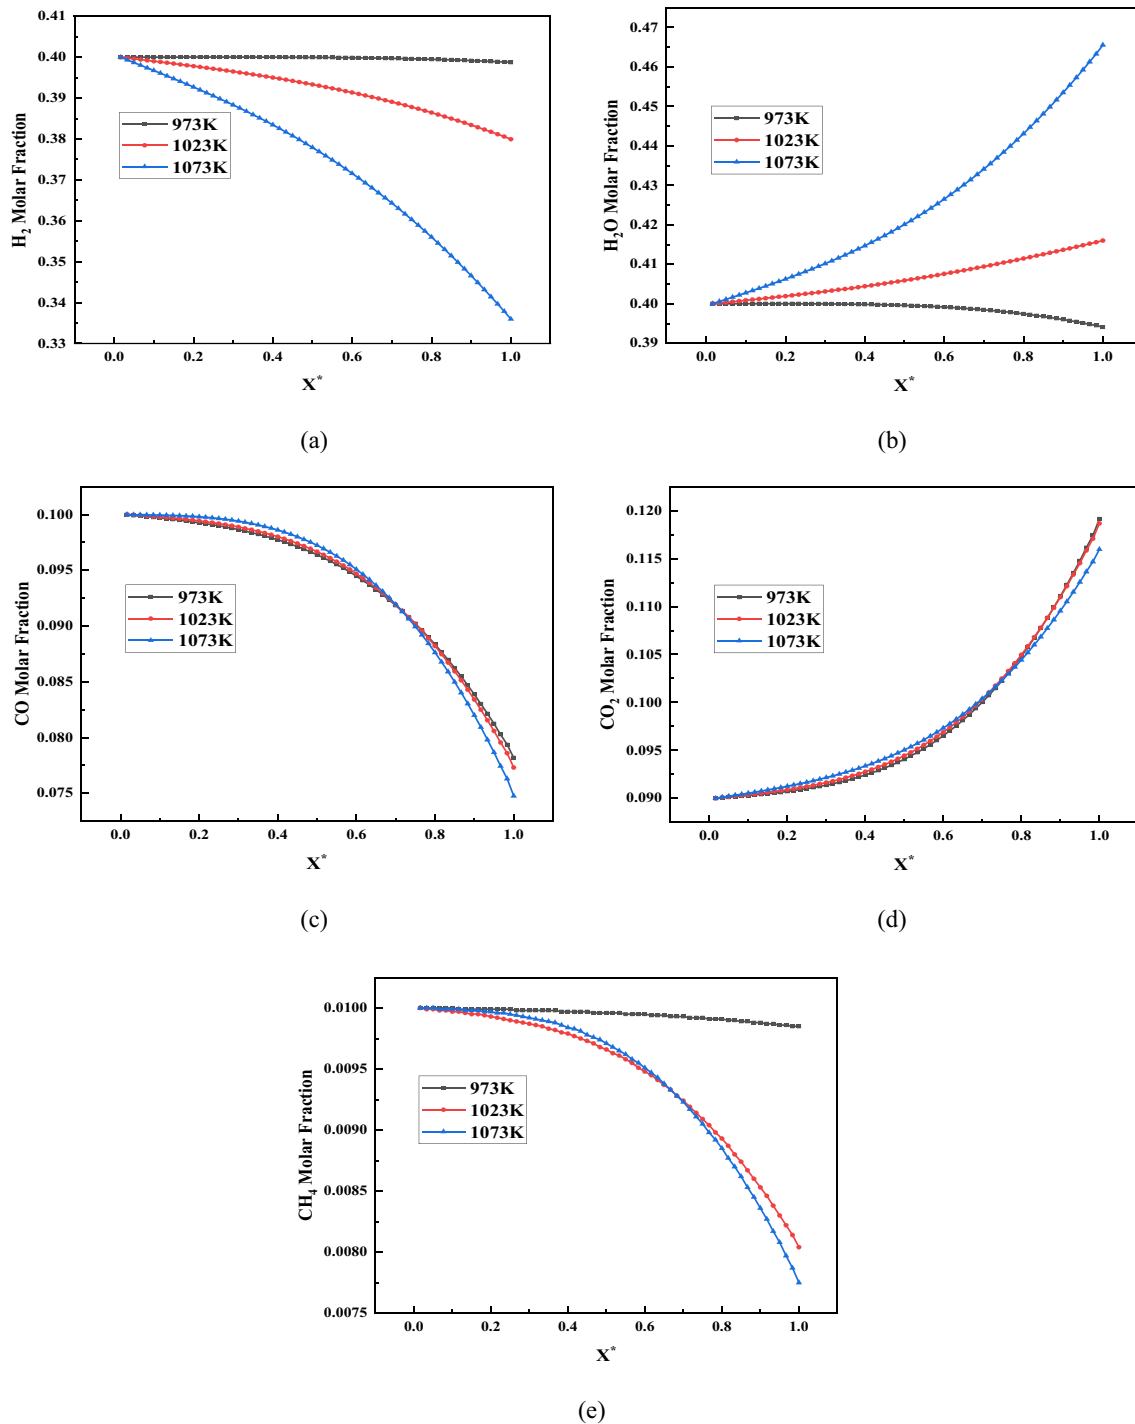 0.41
0.40
0.39
0.38
0.37
0.36
0.35
0.34
0.33
H2 Molar Fraction
973K
1023K
1073K
0.0 0.2 0.4 0.6 0.8 1.0
X*
(a)
0.47
0.46
0.45
0.44
0.43
0.42
0.41
0.40
0.39
H2O Molar Fraction
973K
1023K
1073K
0.0 0.2 0.4 0.6 0.8 1.0
X*
(b)
0.100
0.095
0.090
0.085
0.080
0.075
CO Molar Fraction
973K
1023K
1073K
0.0 0.2 0.4 0.6 0.8 1.0
X*
(c)
0.120
0.115
0.110
0.105
0.100
0.095
0.090
CO2 Molar Fraction
973K
1023K
1073K
0.0 0.2 0.4 0.6 0.8 1.0
X*
(d)
0.0100
0.0095
0.0090
0.0085
0.0080
0.0075
CH4 Molar Fraction
973K
1023K
1073K
0.0 0.2 0.4 0.6 0.8 1.0
X*
(e)